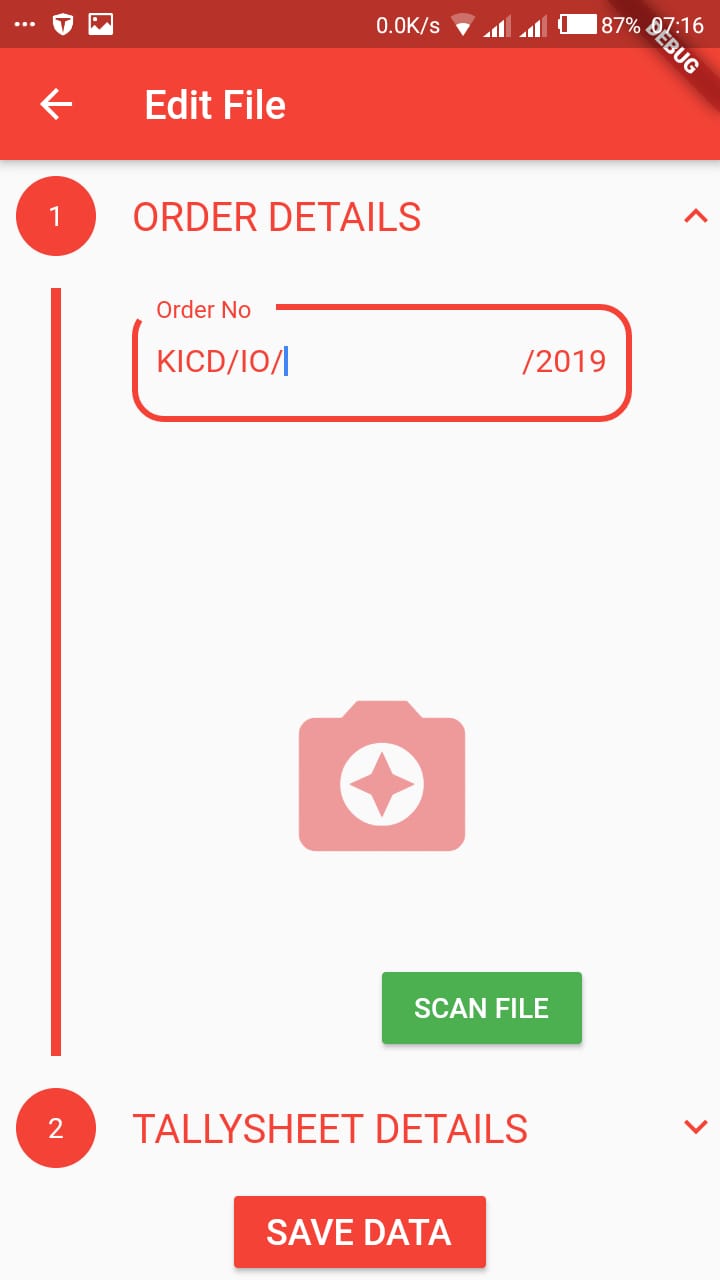 0.0K/s 87% 07:16
DEBUG
Edit File
1 ORDER DETAILS
Order No
KICD/IO/ /2019
SCAN FILE
2 TALLYSHEET DETAILS
SAVE DATA